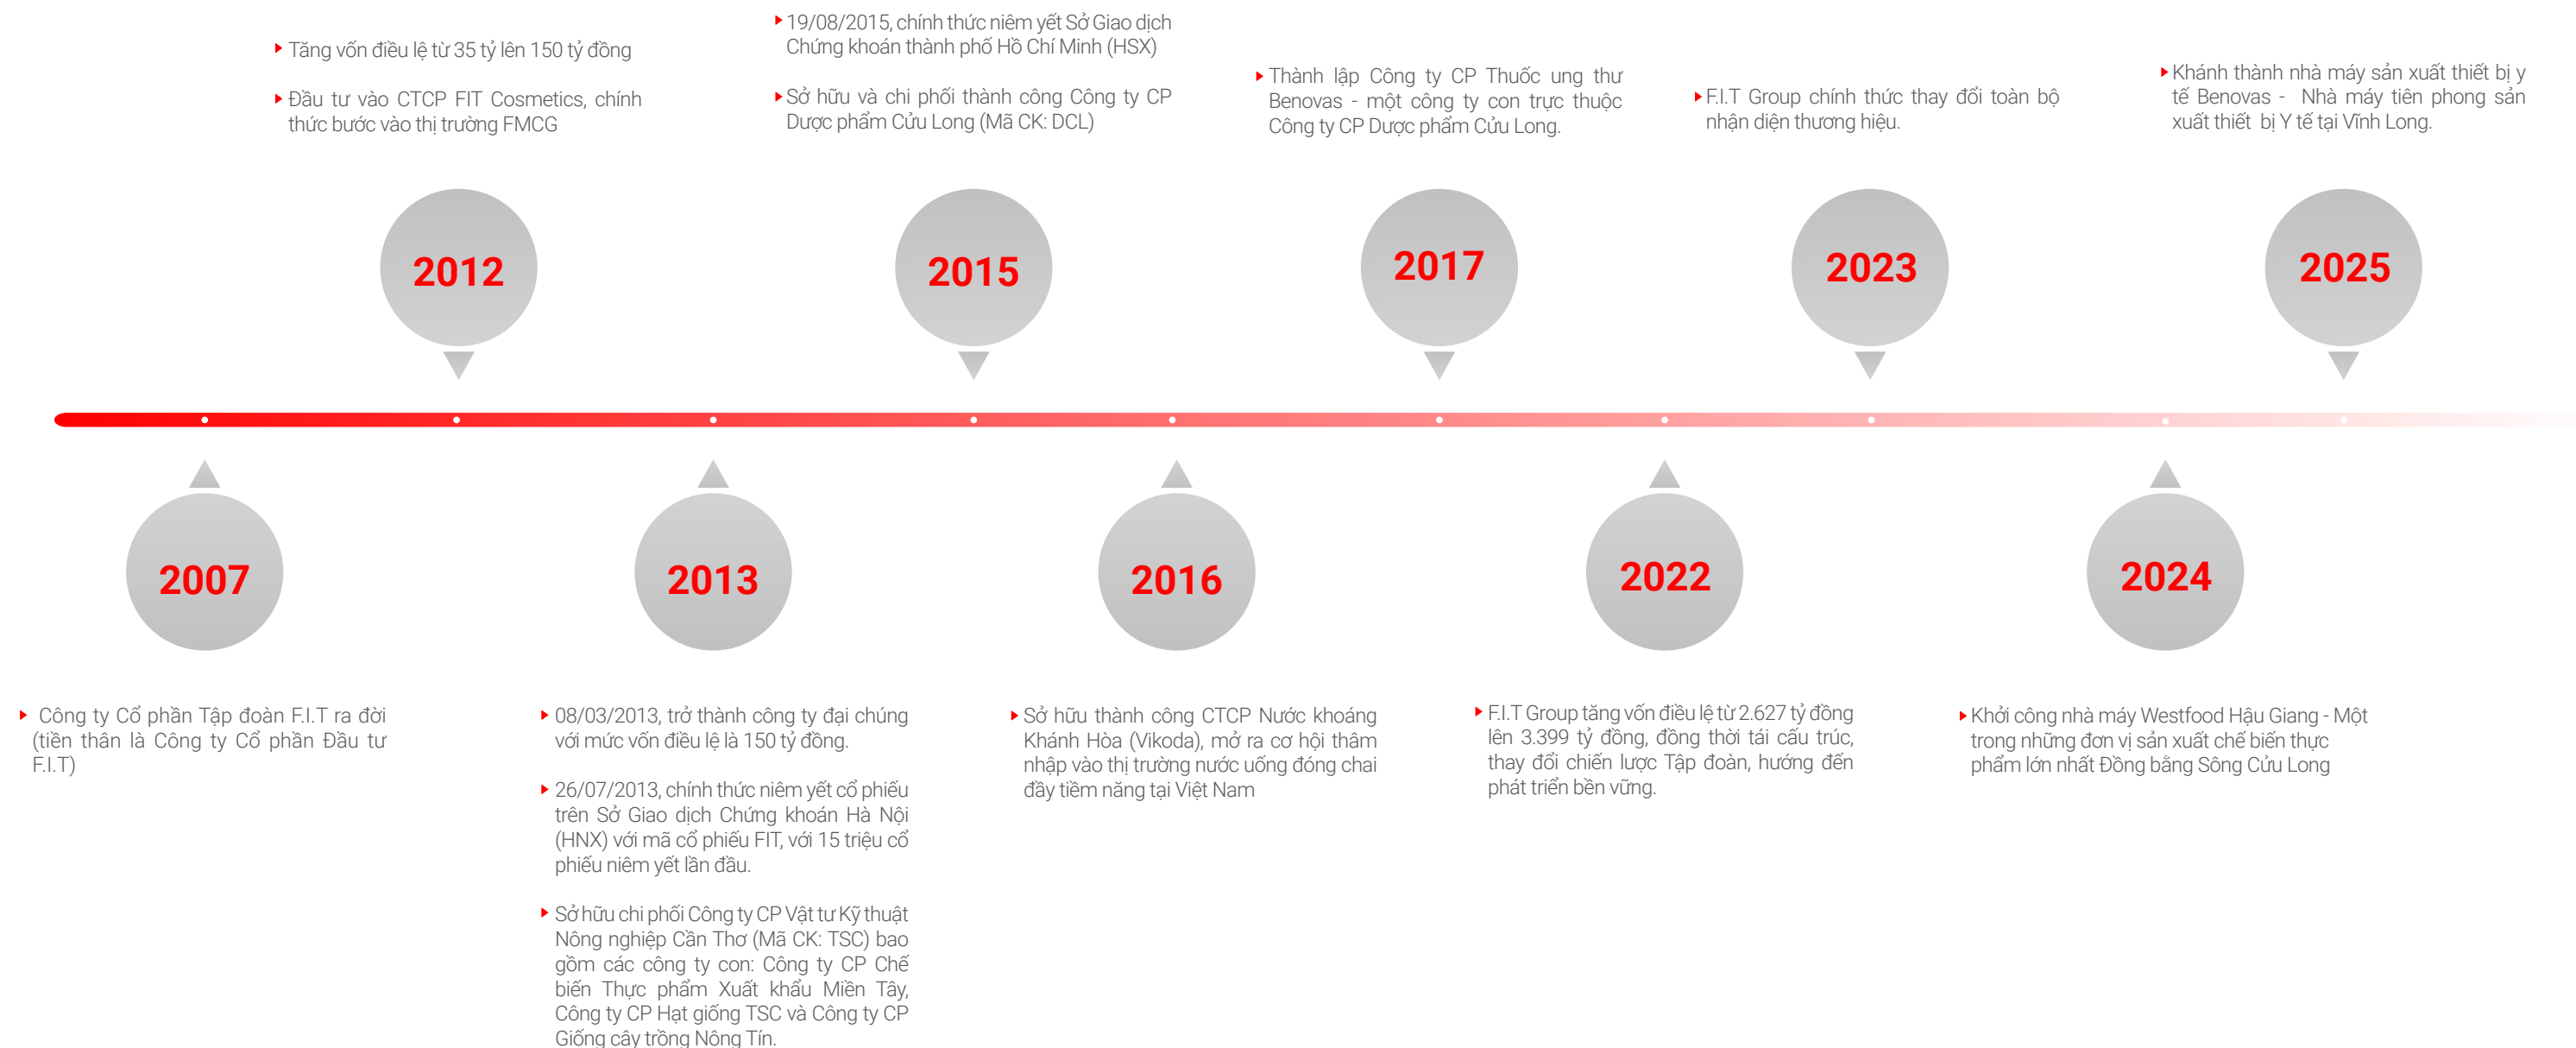 Tăng vốn điều lệ từ 35 tỷ lên 150 tỷ đồng
Đầu tư vào CTCP FIT Cosmetics, chính
thức bước vào thị trường FMCG
2012
19/08/2015, chính thức niêm yết Sở Giao dịch
Chứng khoán thành phố Hồ Chí Minh (HSX)
Sở hữu và chi phối thành công Công ty CP
Dược phẩm Cửu Long (Mã CK: DCL)
2015
Thành lập Công ty CP Thuốc ung thư
Benovas - một công ty con trực thuộc
Công ty CP Dược phẩm Cửu Long.
2017
F.I.T Group chính thức thay đổi toàn bộ
nhận diện thương hiệu.
2023
Khánh thành nhà máy sản xuất thiết bị y
tế Benovas - Nhà máy tiên phong sản
xuất thiết bị Y tế tại Vĩnh Long.
2025
2007
Công ty Cổ phần Tập đoàn F.I.T ra đời
(tiền thân là Công ty Cổ phần Đầu tư
F.I.T)
2013
08/03/2013, trở thành công ty đại chúng
với mức vốn điều lệ là 150 tỷ đồng.
26/07/2013, chính thức niêm yết cổ phiếu
trên Sở Giao dịch Chứng khoán Hà Nội
(HNX) với mã cổ phiếu FIT, với 15 triệu cổ
phiếu niêm yết lần đầu.
Sở hữu chi phối Công ty CP Vật tư Kỹ thuật
Nông nghiệp Cần Thơ (Mã CK: TSC) bao
gồm các công ty con: Công ty CP Chế
biến Thực phẩm Xuất khẩu Miền Tây,
Công ty CP Hạt giống TSC và Công ty CP
Giống cây trồng Nông Tín.
2016
Sở hữu thành công CTCP Nước khoáng
Khánh Hòa (Vikoda), mở ra cơ hội thâm
nhập vào thị trường nước uống đóng chai
đầy tiềm năng tại Việt Nam
2022
F.I.T Group tăng vốn điều lệ từ 2.627 tỷ đồng
lên 3.399 tỷ đồng, đồng thời tái cấu trúc,
thay đổi chiến lược Tập đoàn, hướng đến
phát triển bền vững.
2024
Khởi công nhà máy Westfood Hậu Giang - Một
trong những đơn vị sản xuất chế biến thực
phẩm lớn nhất Đồng bằng Sông Cửu Long